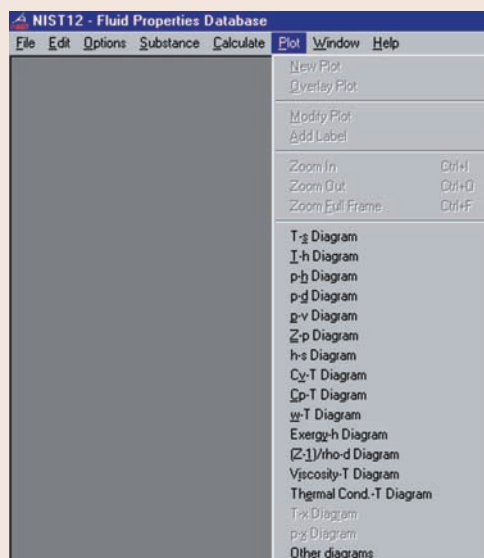 NIST12 - Fluid Properties Database
File Edit Options Substance Calculate Plot Window Help
New Plot
Overlay Plot
Modify Plot
Add Label
Zoom In Ctrl+I
Zoom Out Ctrl+O
Zoom Full Frame Ctrl+F
T-s Diagram
T-h Diagram
p-h Diagram
p-d Diagram
p-v Diagram
Z-p Diagram
h-s Diagram
Cv-T Diagram
Cp-T Diagram
w-T Diagram
Exergy-h Diagram
(Z-1)/rho-d Diagram
Viscosity-T Diagram
Thermal Cond.-T Diagram
T-x Diagram
p-x Diagram
Other diagrams